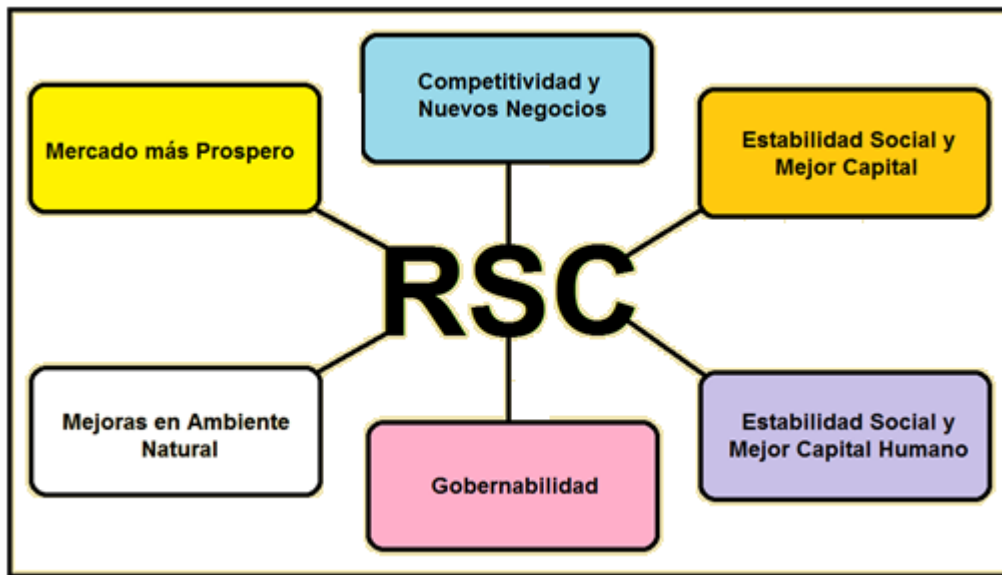 Competitividad y
Nuevos Negocios
Mercado más Prospero
Estabilidad Social y
Mejor Capital
RSC
Mejoras en Ambiente
Natural
Gobernabilidad
Estabilidad Social y
Mejor Capital Humano